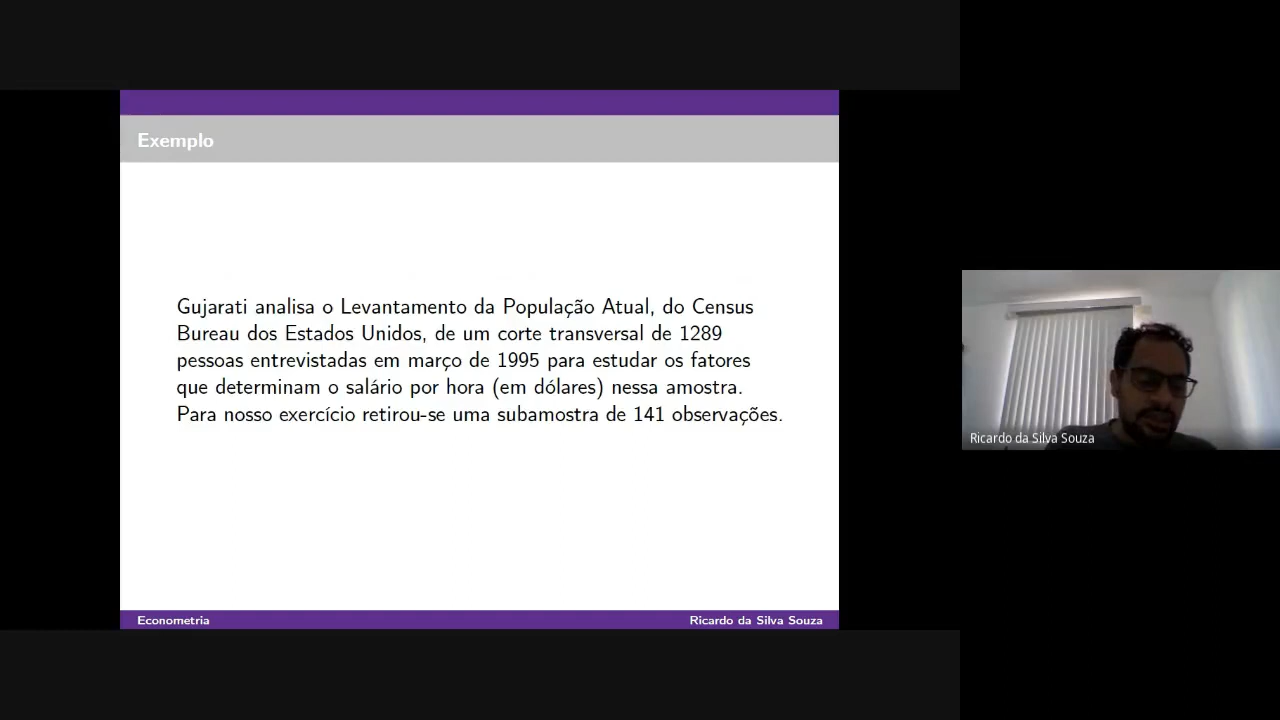 Exemplo
Gujarati analisa o Levantamento da População Atual, do Census
Bureau dos Estados Unidos, de um corte transversal de 1289
pessoas entrevistadas em março de 1995 para estudar os fatores
que determinam o salário por hora (em dólares) nessa amostra.
Para nosso exercício retirou-se uma subamostra de 141 observações.
Econometria
Ricardo da Silva Souza
Ricardo da Silva Souza